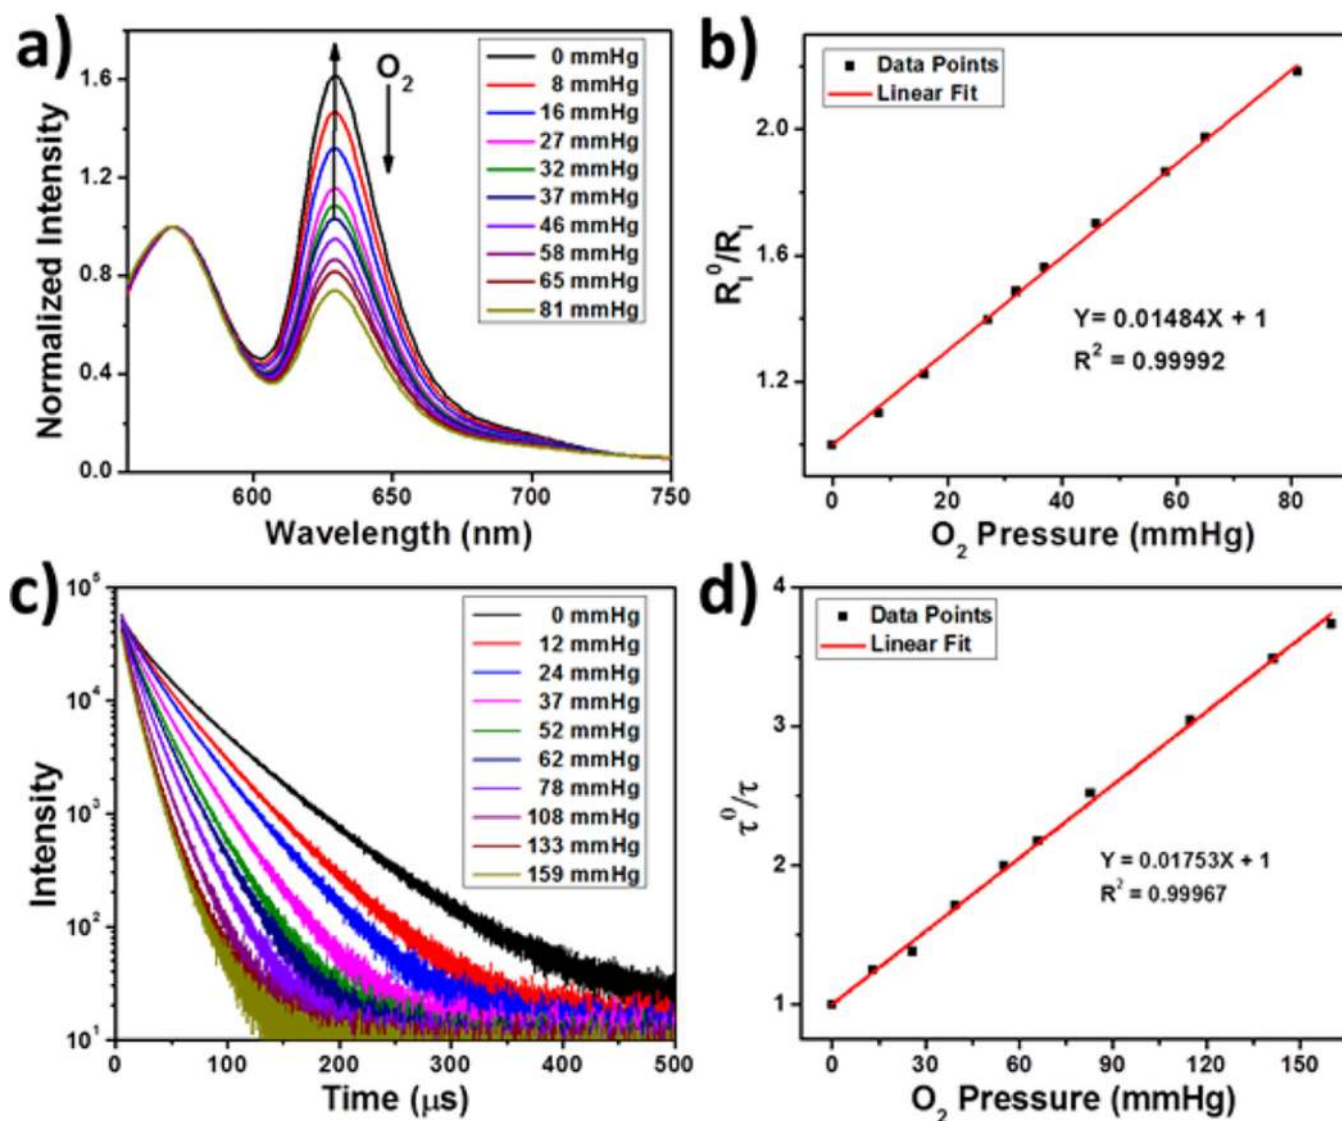 a)
O2
0 mmHg
8 mmHg
16 mmHg
27 mmHg
32 mmHg
37 mmHg
46 mmHg
58 mmHg
65 mmHg
81 mmHg
1.6
1.2
0.8
0.4
0.0
600
650
700
750
Normalized Intensity
Wavelength (nm)
b)
Data Points
Linear Fit
2.0
1.6
1.2
0
20
40
60
80
Y= 0.01484X + 1
R² = 0.99992
R_I^0/R_I
O2 Pressure (mmHg)
c)
0 mmHg
12 mmHg
24 mmHg
37 mmHg
52 mmHg
62 mmHg
78 mmHg
108 mmHg
133 mmHg
159 mmHg
10^5
10^4
10^3
10^2
10^1
0
100
200
300
400
500
Intensity
Time (μs)
d)
Data Points
Linear Fit
4
3
2
1
0
30
60
90
120
150
Y = 0.01753X + 1
R² = 0.99967
τ^0/τ
O2 Pressure (mmHg)